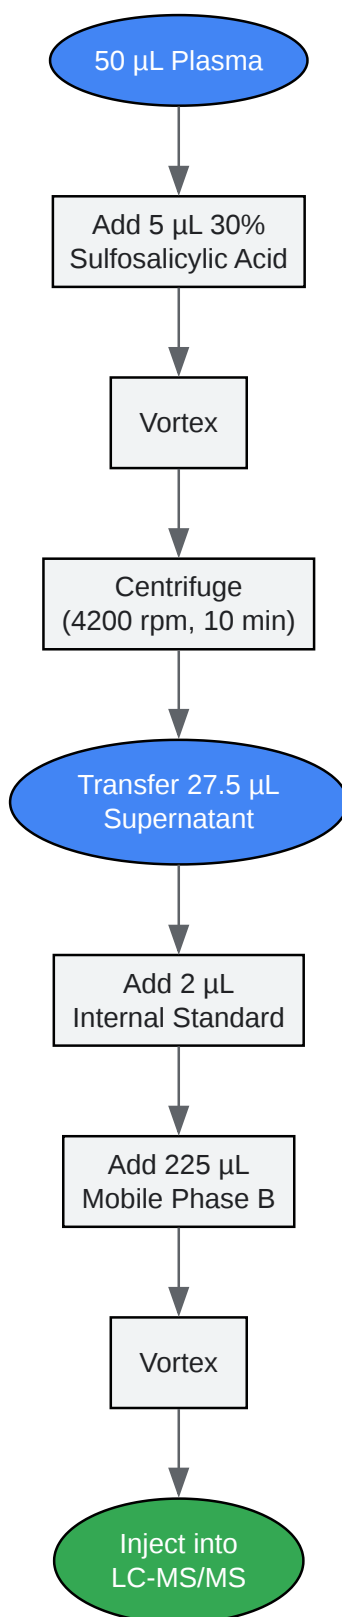 50 µL Plasma
Add 5 µL 30%
Sulfosalicylic Acid
Vortex
Centrifuge
(4200 rpm, 10 min)
Transfer 27.5 µL
Supernatant
Add 2 µL
Internal Standard
Add 225 µL
Mobile Phase B
Vortex
Inject into
LC-MS/MS